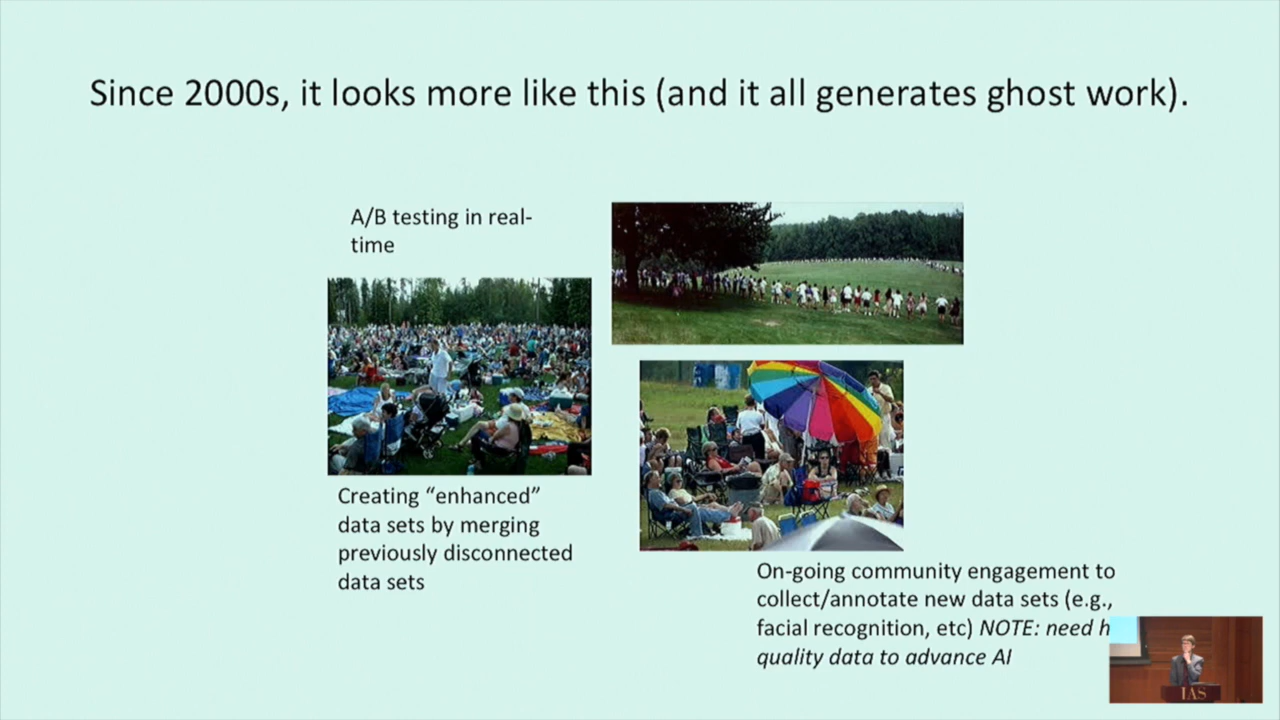 Since 2000s, it looks more like this (and it all generates ghost work).
A/B testing in real-
time
Creating “enhanced”
data sets by merging
previously disconnected
data sets
On-going community engagement to
collect/annotate new data sets (e.g.,
facial recognition, etc) NOTE: need
quality data to advance AI
IAS